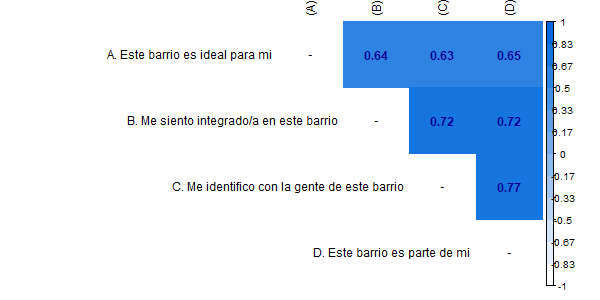 (A) (B) (C) (D)
A. Este barrio es ideal para mi - 0.64 0.63 0.65
B. Me siento integrado/a en este barrio - 0.72 0.72
C. Me identifico con la gente de este barrio - 0.77
D. Este barrio es parte de mi -
1
0.83
0.67
0.5
0.33
0.17
0
-0.17
-0.33
-0.5
-0.67
-0.83
-1